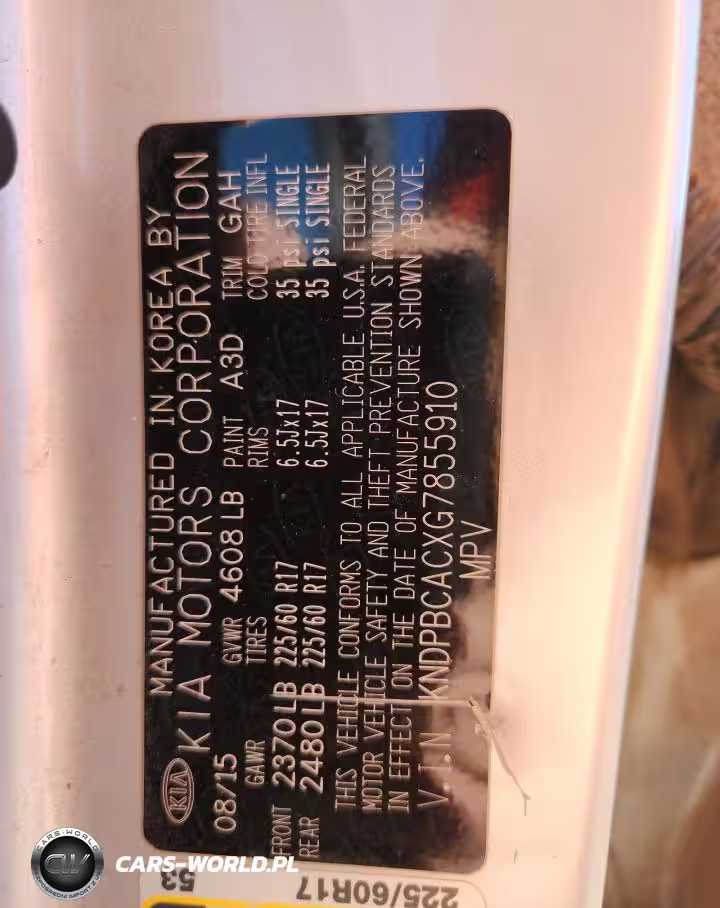 MANUFACTURED IN KOREA BY
KIA KIA MOTORS CORPORATION
08/15 GVWR 4608 LB PAINT A3D TRIM GAH
GAWR TIRES RIMS COLD TIRE INFL
FRONT 2370 LB 225/60 R17 6.5Jx17 35 psi SINGLE
REAR 2480 LB 225/60 R17 6.5Jx17 35 psi SINGLE
THIS VEHICLE CONFORMS TO ALL APPLICABLE U.S.A. FEDERAL
MOTOR VEHICLE SAFETY AND THEFT PREVENTION STANDARDS
IN EFFECT ON THE DATE OF MANUFACTURE SHOWN ABOVE.
V.I.N KNDPBCACXG7855910
MPV
225/60R17 53
CARS-WORLD
CW
CARS-WORLD.PL